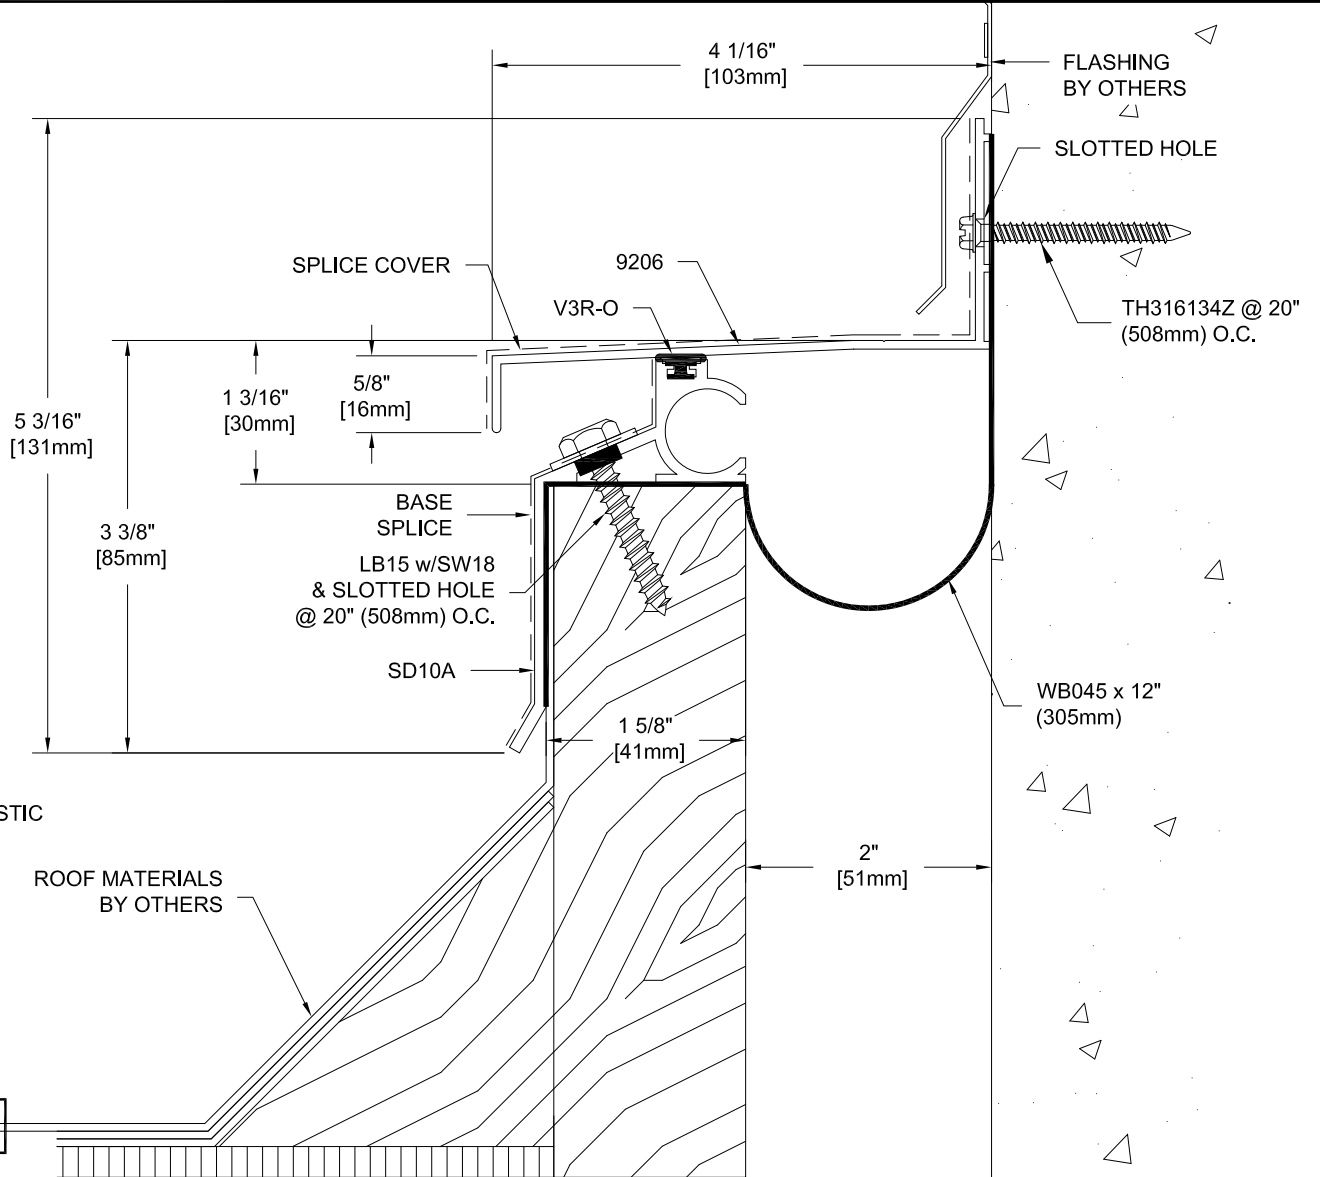 4 1/16"
[103mm]
FLASHING
BY OTHERS
SLOTTED HOLE
SPLICE COVER
9206
V3R-O
TH316134Z @ 20"
(508mm) O.C.
5/8"
[16mm]
1 3/16"
[30mm]
5 3/16"
[131mm]
3 3/8"
[85mm]
BASE
SPLICE
LB15 w/SW18
& SLOTTED HOLE
@ 20" (508mm) O.C.
SD10A
WB045 x 12"
(305mm)
1 5/8"
[41mm]
STIC
2"
[51mm]
ROOF MATERIALS
BY OTHERS